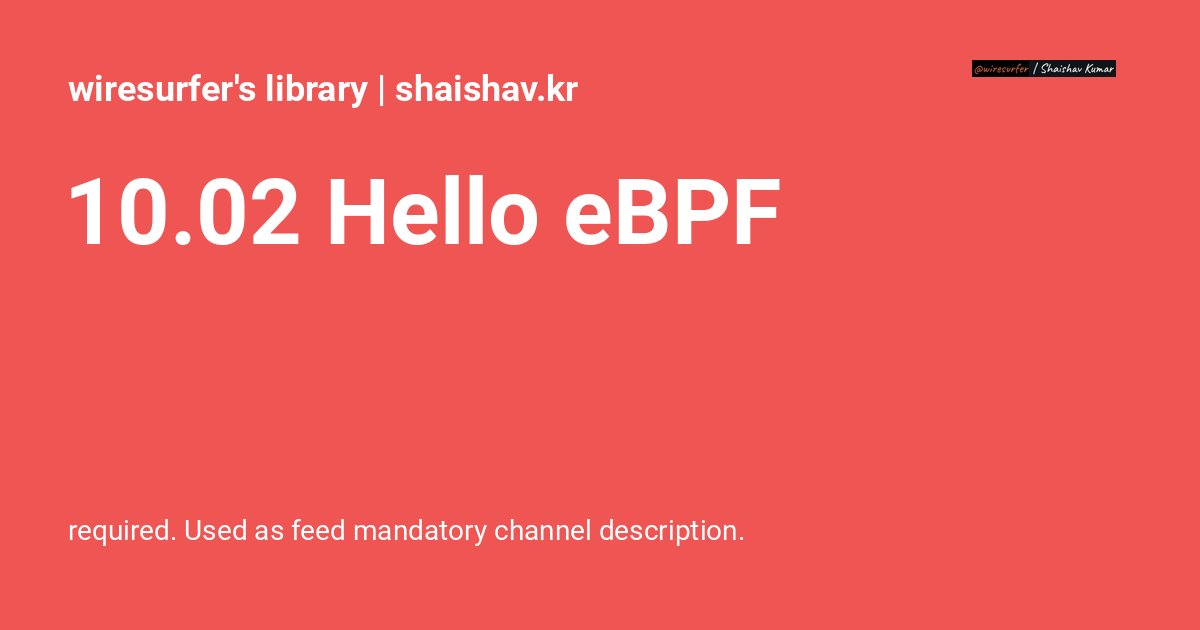 wiresurfer's library | shaishav.kr
@wiresurfer | Shaishav Kumar
10.02 Hello eBPF
required. Used as feed mandatory channel description.